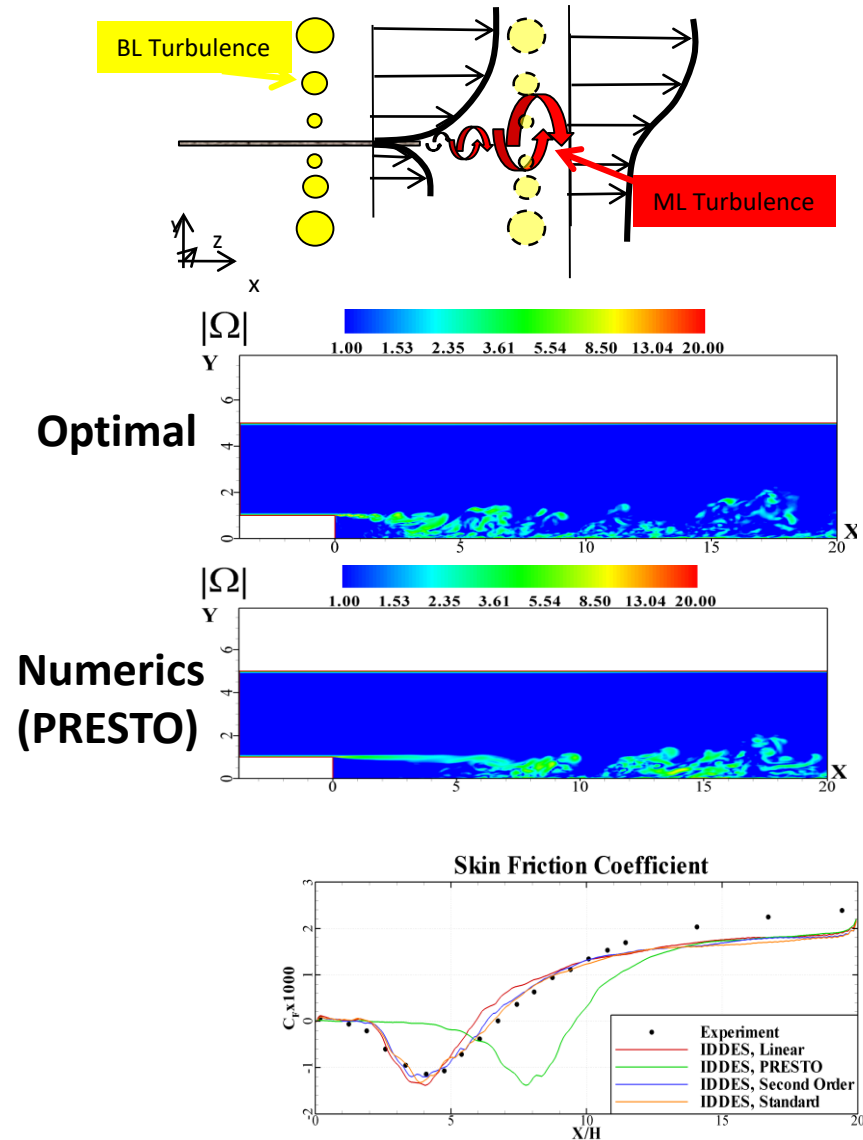 BL Turbulence
ML Turbulence
y
z
x
|Ω|
1.00 1.53 2.35 3.61 5.54 8.50 13.04 20.00
Y
Optimal
6
4
2
0
0 5 10 15 20
X
|Ω|
1.00 1.53 2.35 3.61 5.54 8.50 13.04 20.00
Y
Numerics
(PRESTO)
6
4
2
0
0 5 10 15 20
X
Skin Friction Coefficient
3
2
1
0
-1
-2
CFx1000
0 5 10 15 20
X/H
Experiment
IDDES, Linear
IDDES, PRESTO
IDDES, Second Order
IDDES, Standard